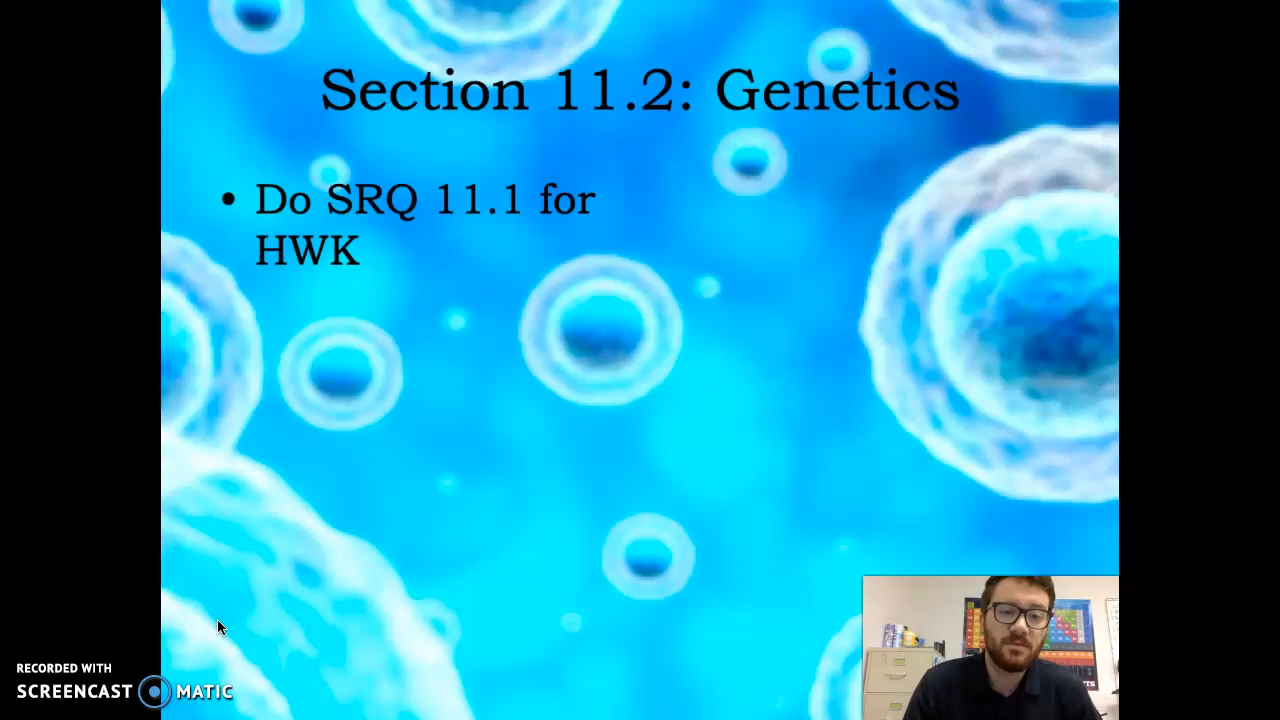 Section 11.2: Genetics
• Do SRQ 11.1 for
HWK
RECORDED WITH
SCREENCAST MATIC